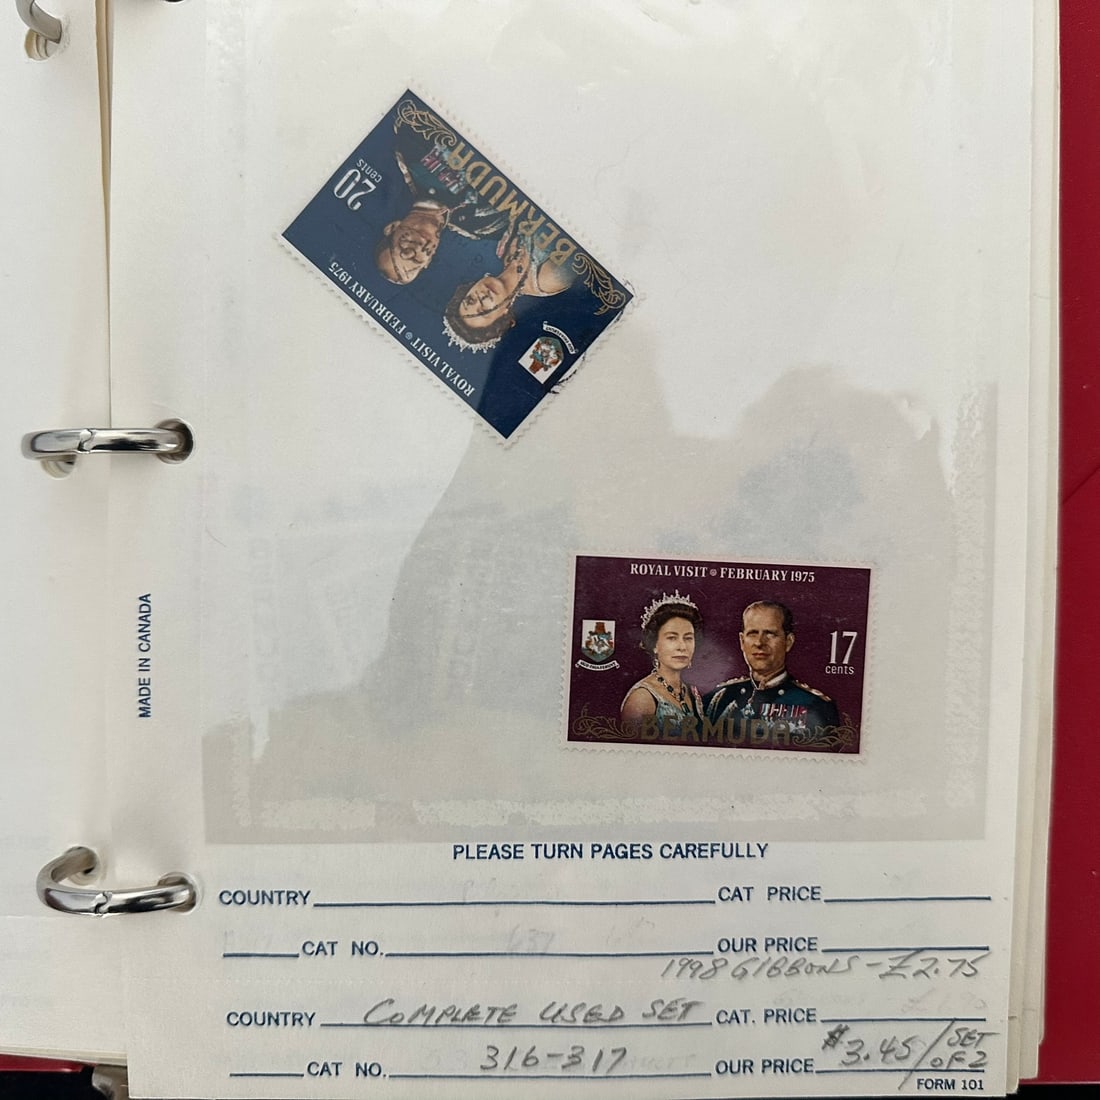 20
cents
BERMUDA
ROYAL VISIT FEBRUARY 1975
ROYAL VISIT FEBRUARY 1975
17
cents
BERMUDA
MADE IN CANADA
PLEASE TURN PAGES CAREFULLY
COUNTRY CAT PRICE
CAT NO. OUR PRICE
1998 GIBBONS - £2.75
COUNTRY COMPLETE USED SET CAT. PRICE
CAT NO. 316-317 OUR PRICE $3.45/SET OF 2
FORM 101